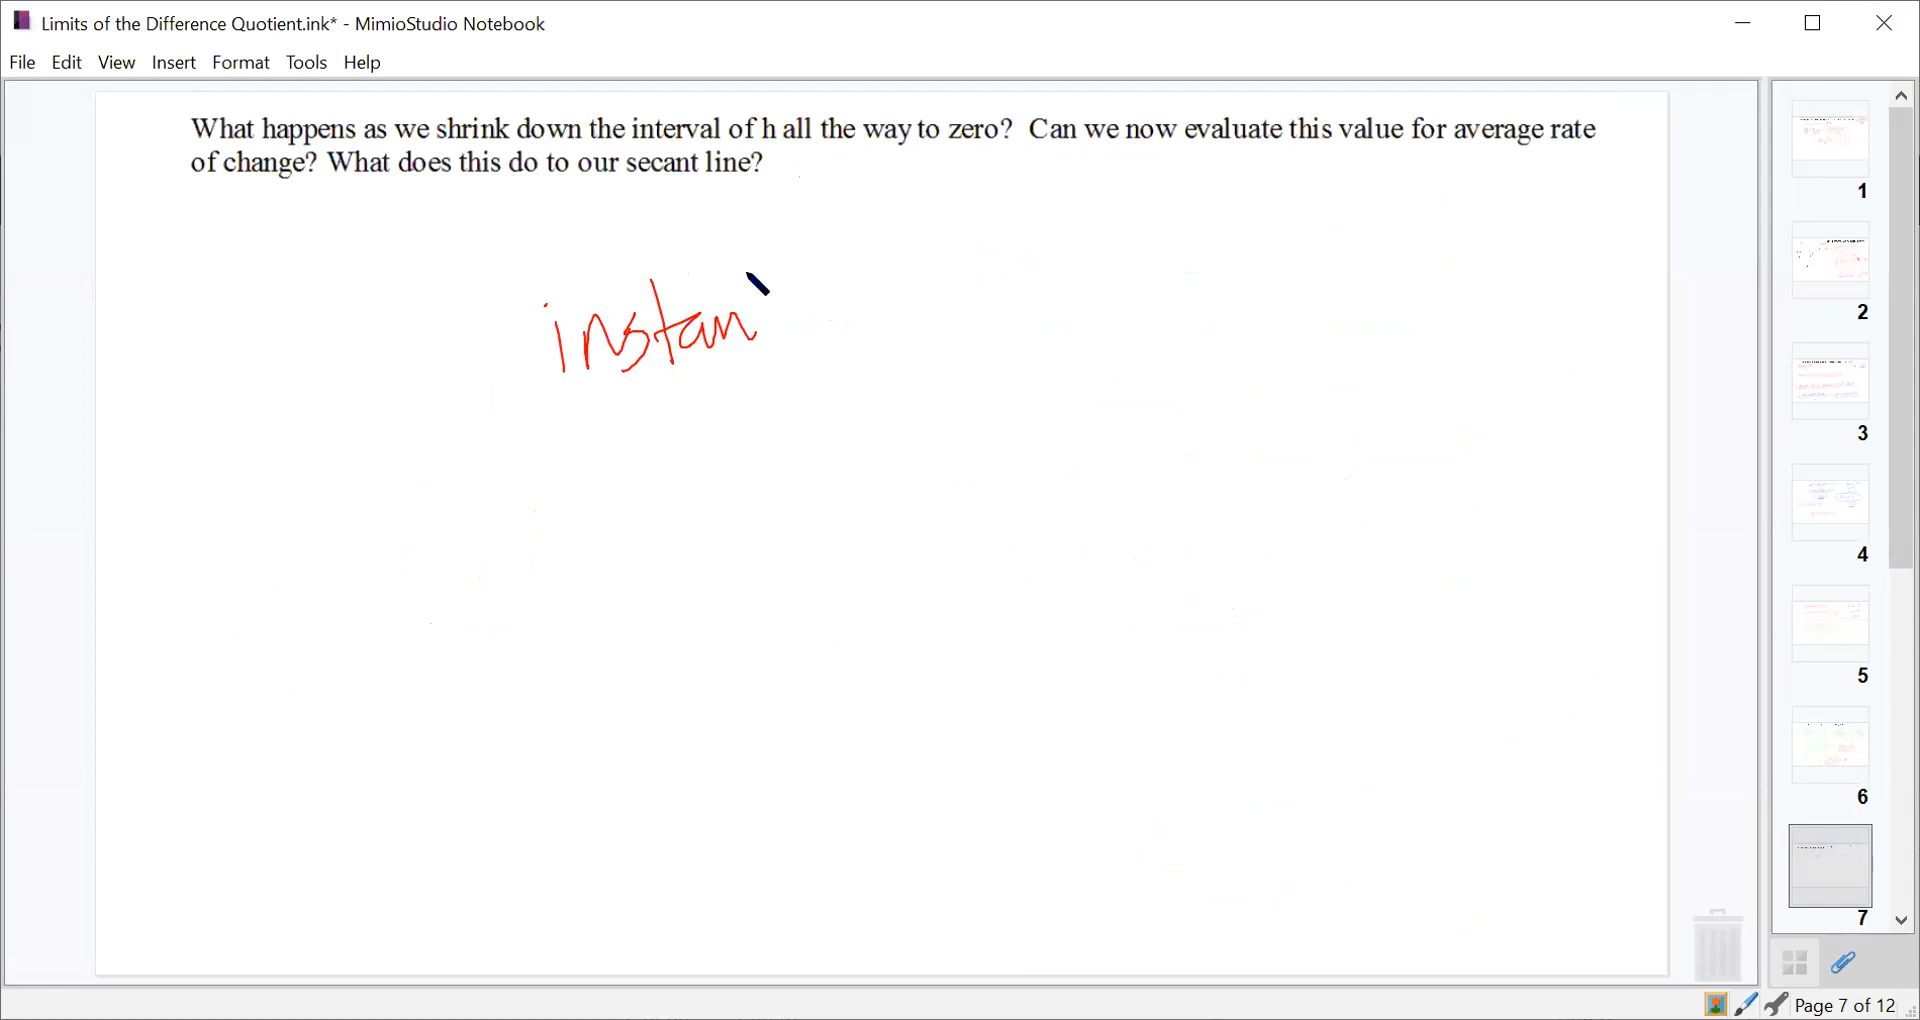 Limits of the Difference Quotient.ink* - MimioStudio Notebook
File Edit View Insert Format Tools Help
What happens as we shrink down the interval of h all the way to zero? Can we now evaluate this value for average rate
of change? What does this do to our secant line?
instan
1
2
3
4
5
6
7
Page 7 of 12